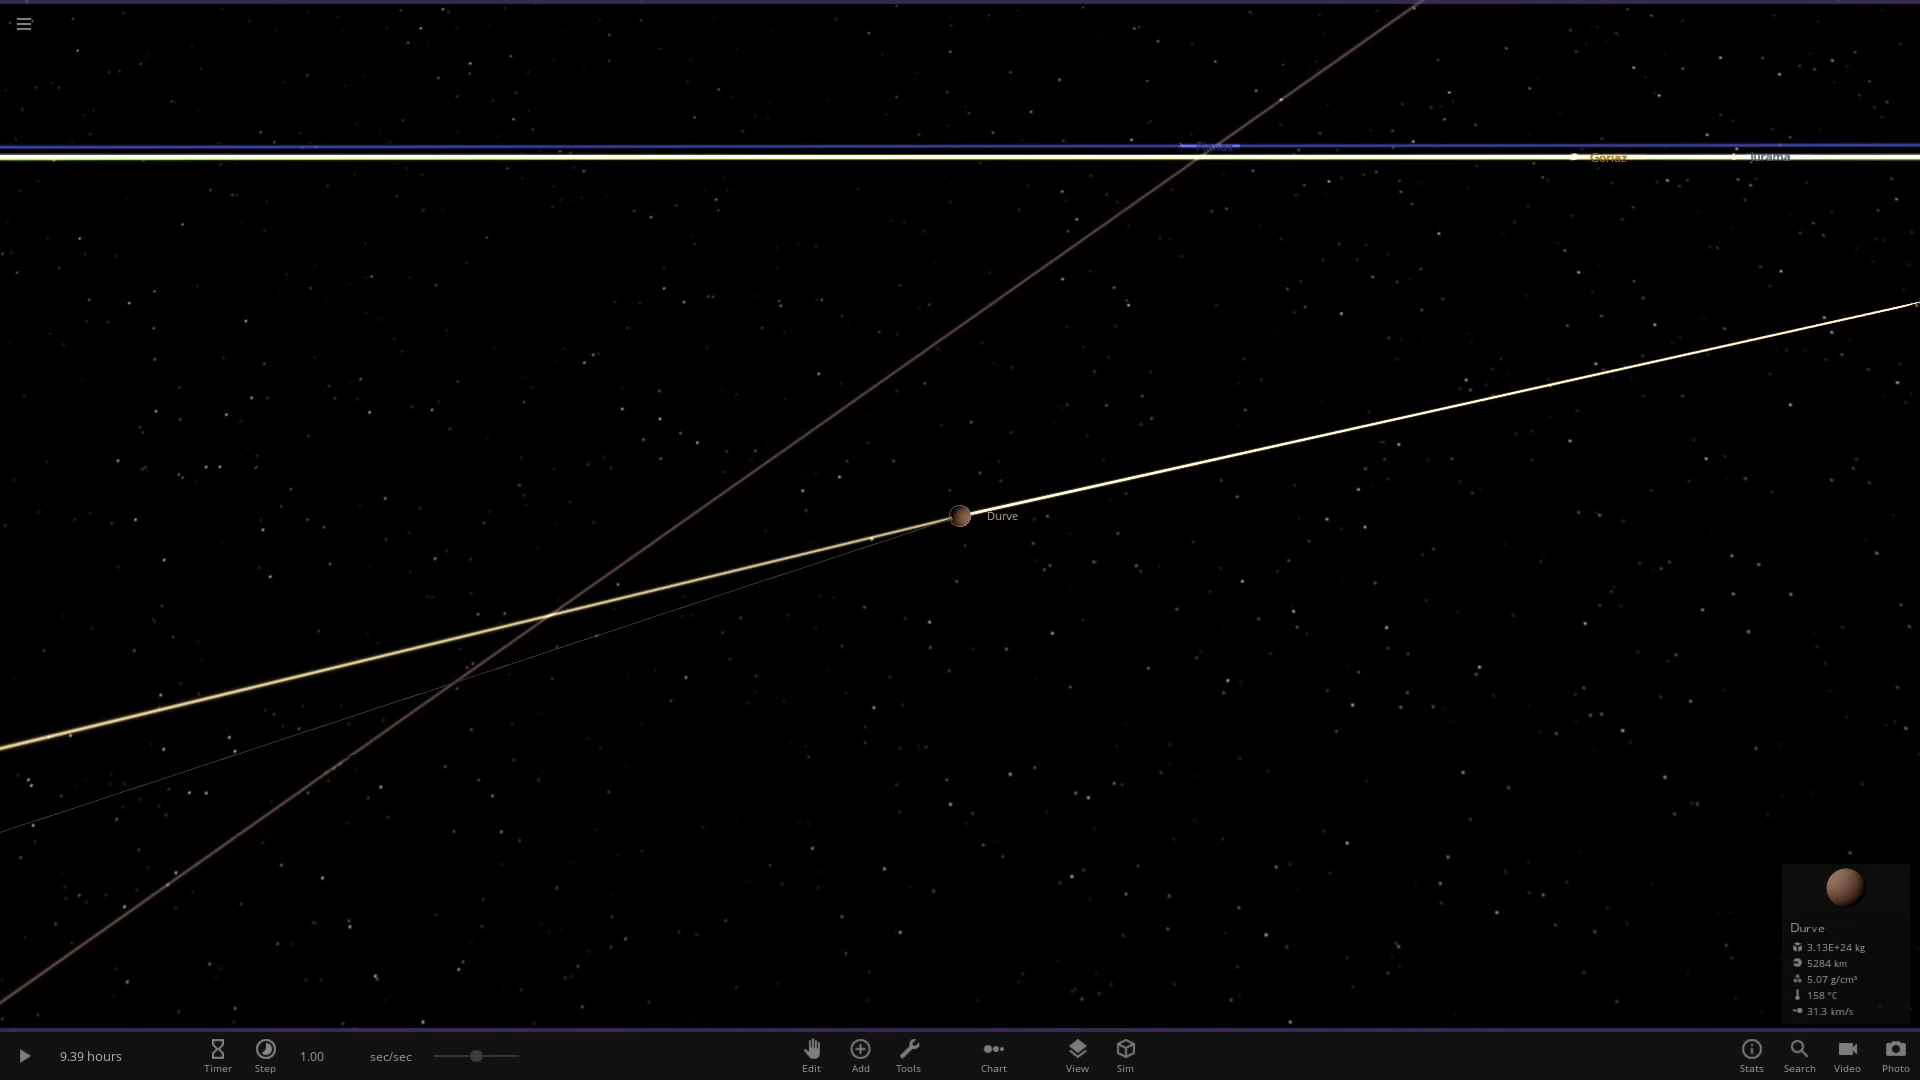 Goriaz
Jurama
Durve
Durve
3.13E+24 kg
5284 km
5.07 g/cm³
158 °C
31.3 km/s
9.39 hours
Timer
Step
1.00
sec/sec
Edit
Add
Tools
Chart
View
Sim
Stats
Search
Video
Photo